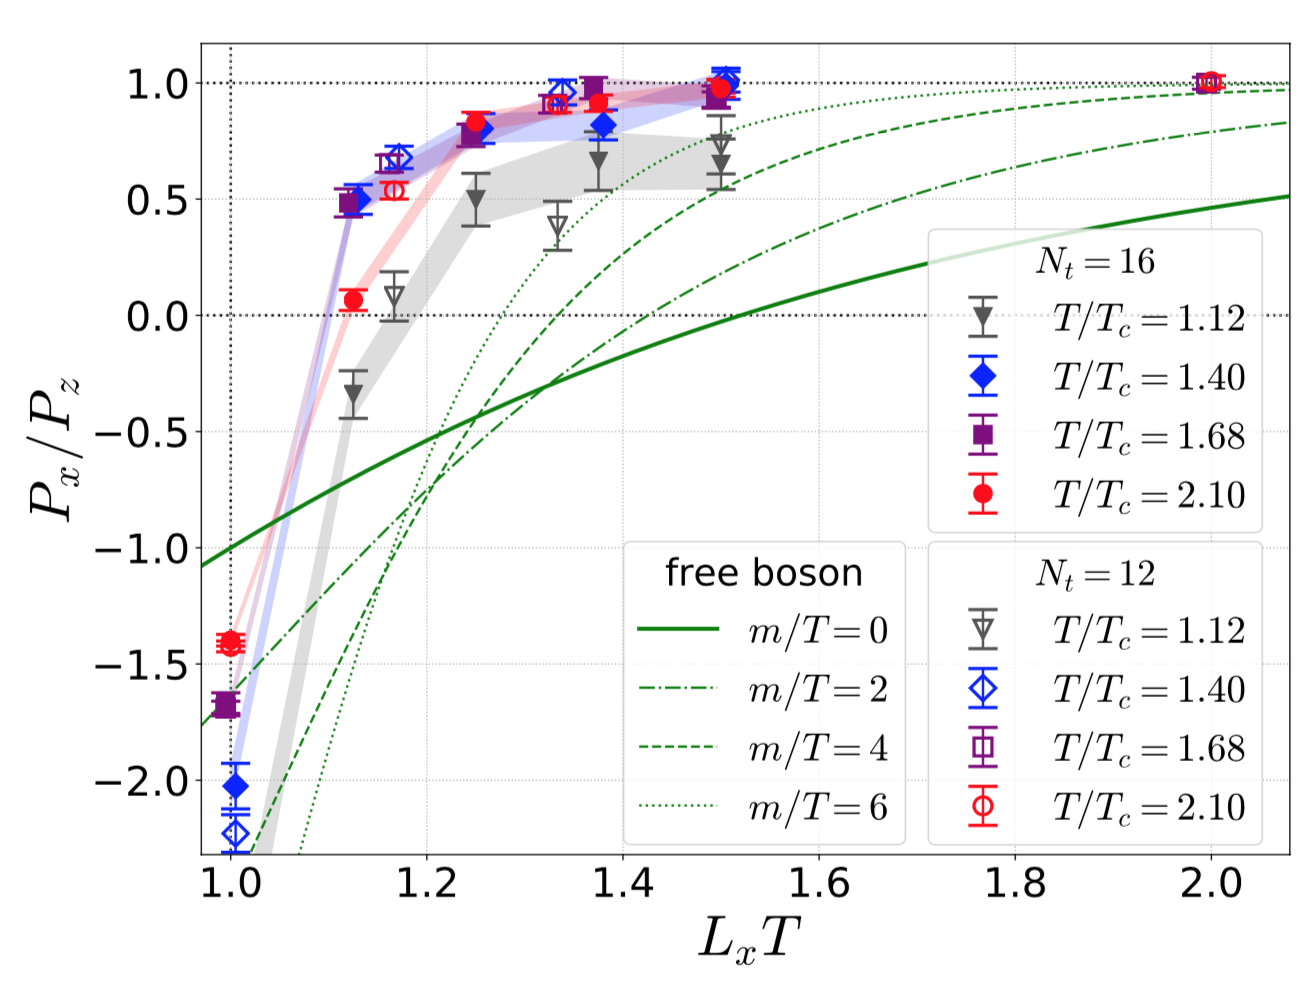 1.0
0.5
0.0
−0.5
−1.0
−1.5
−2.0
P_x/P_z
1.0 1.2 1.4 1.6 1.8 2.0
L_xT
N_t = 16
T/T_c = 1.12
T/T_c = 1.40
T/T_c = 1.68
T/T_c = 2.10
free boson
m/T = 0
m/T = 2
m/T = 4
m/T = 6
N_t = 12
T/T_c = 1.12
T/T_c = 1.40
T/T_c = 1.68
T/T_c = 2.10